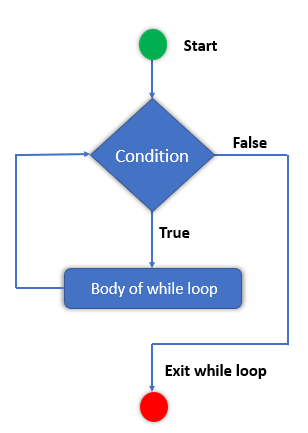 Start
Condition
False
True
Body of while loop
Exit while loop